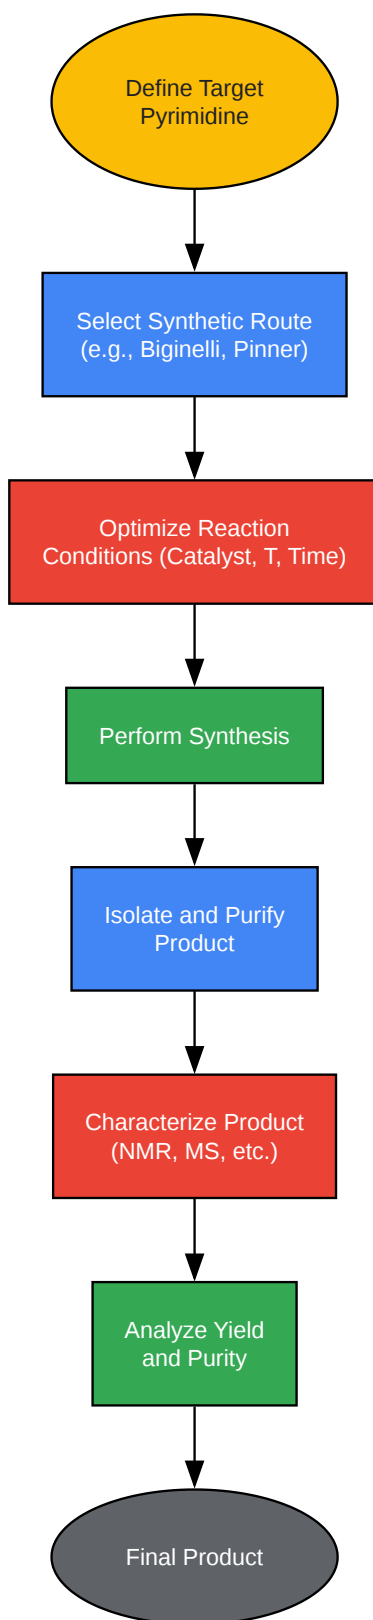 Define Target
Pyrimidine
Select Synthetic Route
(e.g., Biginelli, Pinner)
Optimize Reaction
Conditions (Catalyst, T, Time)
Perform Synthesis
Isolate and Purify
Product
Characterize Product
(NMR, MS, etc.)
Analyze Yield
and Purity
Final Product